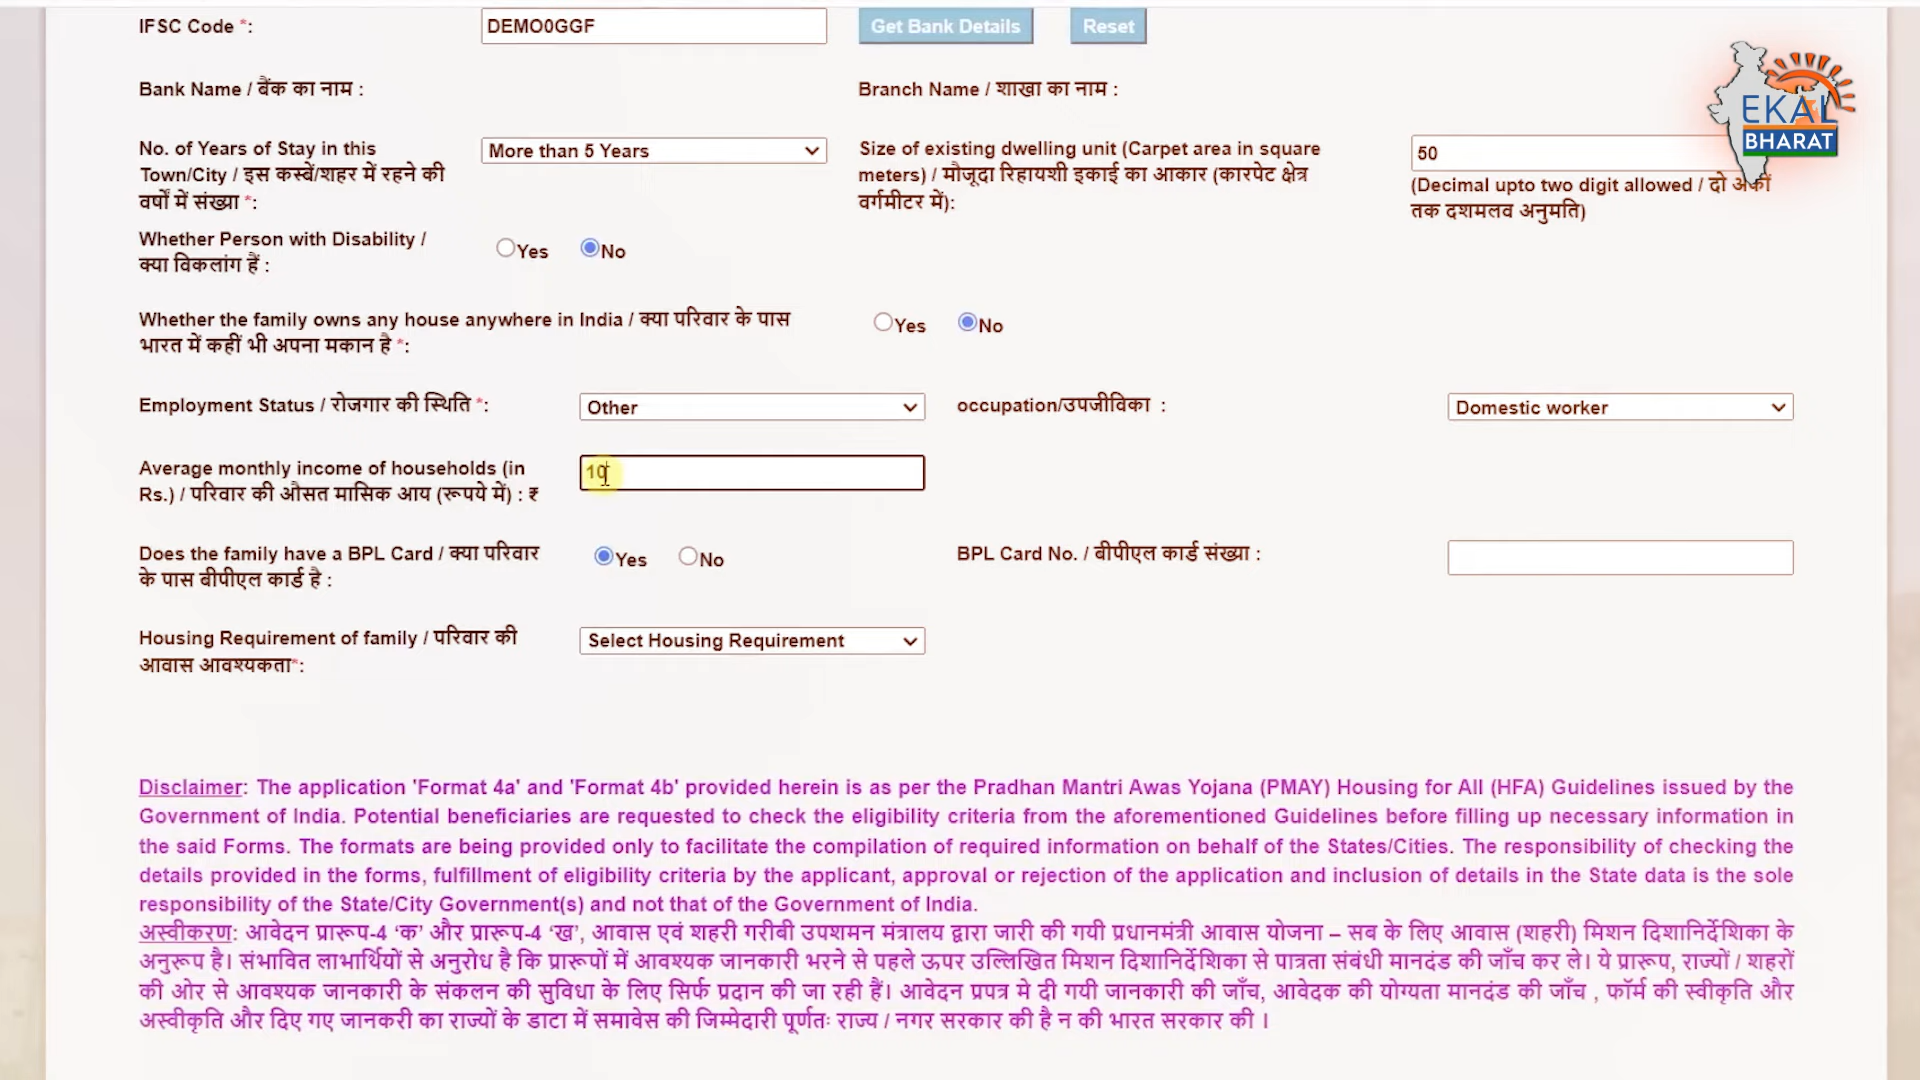 IFSC Code *: DEMO0GGF Get Bank Details Reset
Bank Name / बैंक का नाम : Branch Name / शाखा का नाम :
EKAL
BHARAT
No. of Years of Stay in this
Town/City / इस कस्बें/शहर में रहने की
वर्षों में संख्या *:
More than 5 Years
Size of existing dwelling unit (Carpet area in square
meters) / मौजूदा रिहायशी इकाई का आकार (कारपेट क्षेत्र
वर्गमीटर में):
50
(Decimal upto two digit allowed / दो अंकों
तक दशमलव अनुमति)
Whether Person with Disability /
क्या विकलांग हैं :
Yes No
Whether the family owns any house anywhere in India / क्या परिवार के पास
भारत में कहीं भी अपना मकान है *:
Yes No
Employment Status / रोजगार की स्थिति *: Other occupation/उपजीविका : Domestic worker
Average monthly income of households (in
Rs.) / परिवार की औसत मासिक आय (रूपये में) : ₹
10
Does the family have a BPL Card / क्या परिवार
के पास बीपीएल कार्ड है :
Yes No
BPL Card No. / बीपीएल कार्ड संख्या :
Housing Requirement of family / परिवार की
आवास आवश्यकता*:
Select Housing Requirement
Disclaimer: The application 'Format 4a' and 'Format 4b' provided herein is as per the Pradhan Mantri Awas Yojana (PMAY) Housing for All (HFA) Guidelines issued by the
Government of India. Potential beneficiaries are requested to check the eligibility criteria from the aforementioned Guidelines before filling up necessary information in
the said Forms. The formats are being provided only to facilitate the compilation of required information on behalf of the States/Cities. The responsibility of checking the
details provided in the forms, fulfillment of eligibility criteria by the applicant, approval or rejection of the application and inclusion of details in the State data is the sole
responsibility of the State/City Government(s) and not that of the Government of India.
अस्वीकरण: आवेदन प्रारूप-4 ‘क’ और प्रारूप-4 ‘ख’, आवास एवं शहरी गरीबी उपशमन मंत्रालय द्वारा जारी की गयी प्रधानमंत्री आवास योजना – सब के लिए आवास (शहरी) मिशन दिशानिर्देशिका के
अनुरूप है। संभावित लाभार्थियों से अनुरोध है कि प्रारूपों में आवश्यक जानकारी भरने से पहले ऊपर उल्लिखित मिशन दिशानिर्देशिका से पात्रता संबंधी मानदंड की जाँच कर ले। ये प्रारूप, राज्यों / शहरों
की ओर से आवश्यक जानकारी के संकलन की सुविधा के लिए सिर्फ प्रदान की जा रही हैं। आवेदन प्रपत्र मे दी गयी जानकारी की जाँच, आवेदक की योग्यता मानदंड की जाँच , फॉर्म की स्वीकृति और
अस्वीकृति और दिए गए जानकरी का राज्यों के डाटा में समावेस की जिम्मेदारी पूर्णतः राज्य / नगर सरकार की है न की भारत सरकार की ।